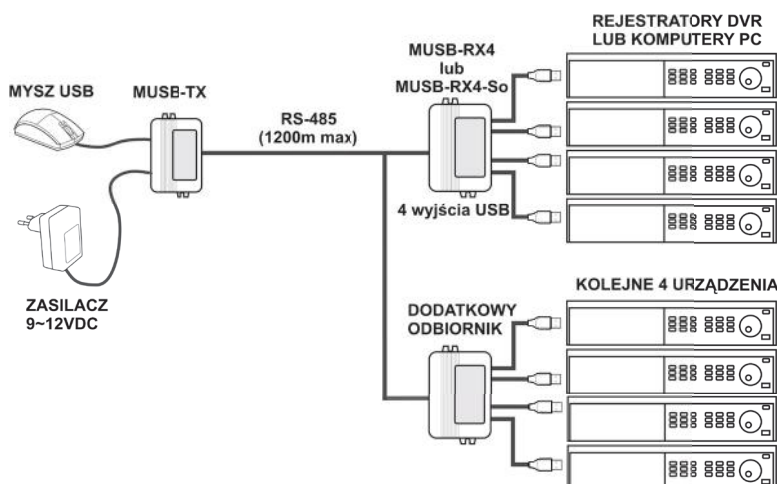 REJESTRATORY DVR
LUB KOMPUTERY PC
MUSB-RX4
lub
MUSB-RX4-So
MYSZ USB
MUSB-TX
RS-485
(1200m max)
4 wyjścia USB
ZASILACZ
9~12VDC
KOLEJNE 4 URZĄDZENIA
DODATKOWY
ODBIORNIK